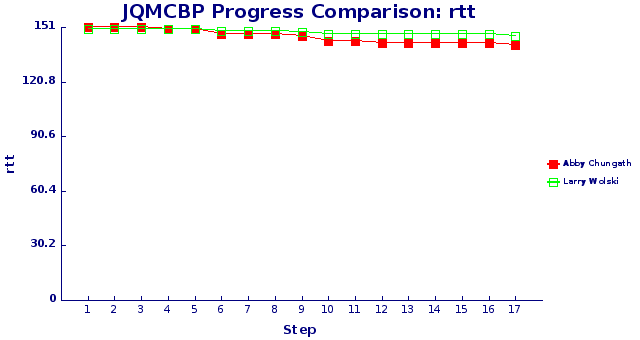 JQMCBP Progress Comparison: rtt
151
120.8
90.6
60.4
30.2
0
rtt
1 2 3 4 5 6 7 8 9 10 11 12 13 14 15 16 17
Step
Abby Chungath
Larry Wolski